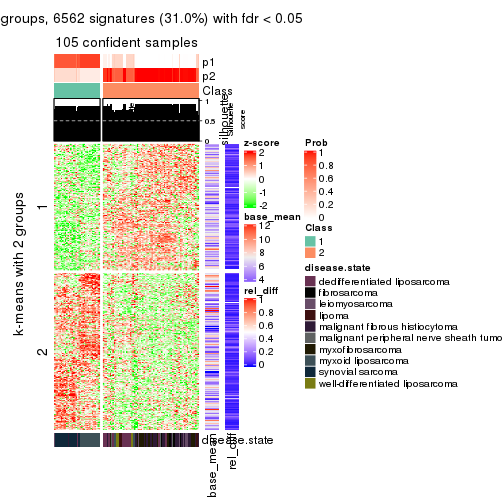 groups, 6562 signatures (31.0%) with fdr < 0.05
105 confident samples
p1
p2
Class
1
0.5
0
silhouette
score
k-means with 2 groups
1
2
z-score
2
1
0
-1
-2
base_mean
12
10
8
6
4
rel_diff
1
0.8
0.6
0.4
0.2
0
Prob
1
0.8
0.6
0.4
0.2
0
Class
1
2
disease.state
dedifferentiated liposarcoma
fibrosarcoma
leiomyosarcoma
lipoma
malignant fibrous histiocytoma
malignant peripheral nerve sheath tumo
myxofibrosarcoma
myxoid liposarcoma
synovial sarcoma
well-differentiated liposarcoma
disease.state
base_mean
rel_diff